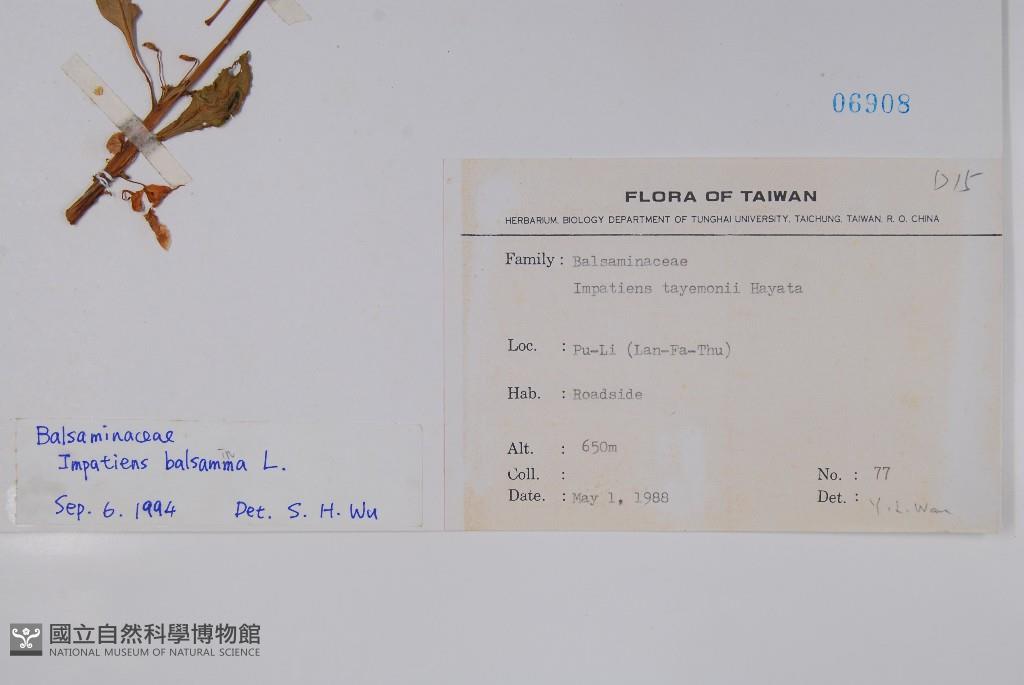 06908
D15
FLORA OF TAIWAN
HERBARIUM, BIOLOGY DEPARTMENT OF TUNGHAI UNIVERSITY, TAICHUNG, TAIWAN, R. O. CHINA
Family : Balsaminaceae
Impatiens tayemonii Hayata
Loc. : Pu-Li (Lan-Fa-Thu)
Hab. : Roadside
Alt. : 650m
Coll. : No. : 77
Date. : May 1, 1988 Det. : Y. L. Wan
Balsaminaceae
Impatiens balsamina L.
Sep. 6. 1994 Det. S. H. Wu
國立自然科學博物館
NATIONAL MUSEUM OF NATURAL SCIENCE